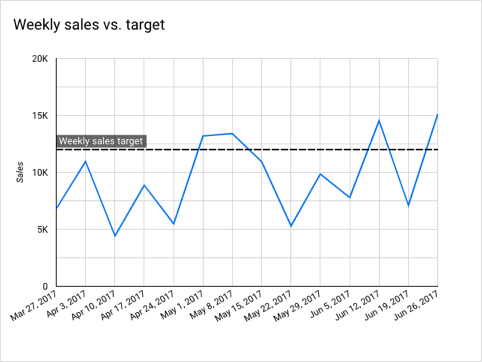 Weekly sales vs. target
20K
15K
10K
5K
0
Sales
Weekly sales target
Mar 27, 2017
Apr 3, 2017
Apr 10, 2017
Apr 17, 2017
Apr 24, 2017
May 1, 2017
May 8, 2017
May 15, 2017
May 22, 2017
May 29, 2017
Jun 5, 2017
Jun 12, 2017
Jun 19, 2017
Jun 26, 2017